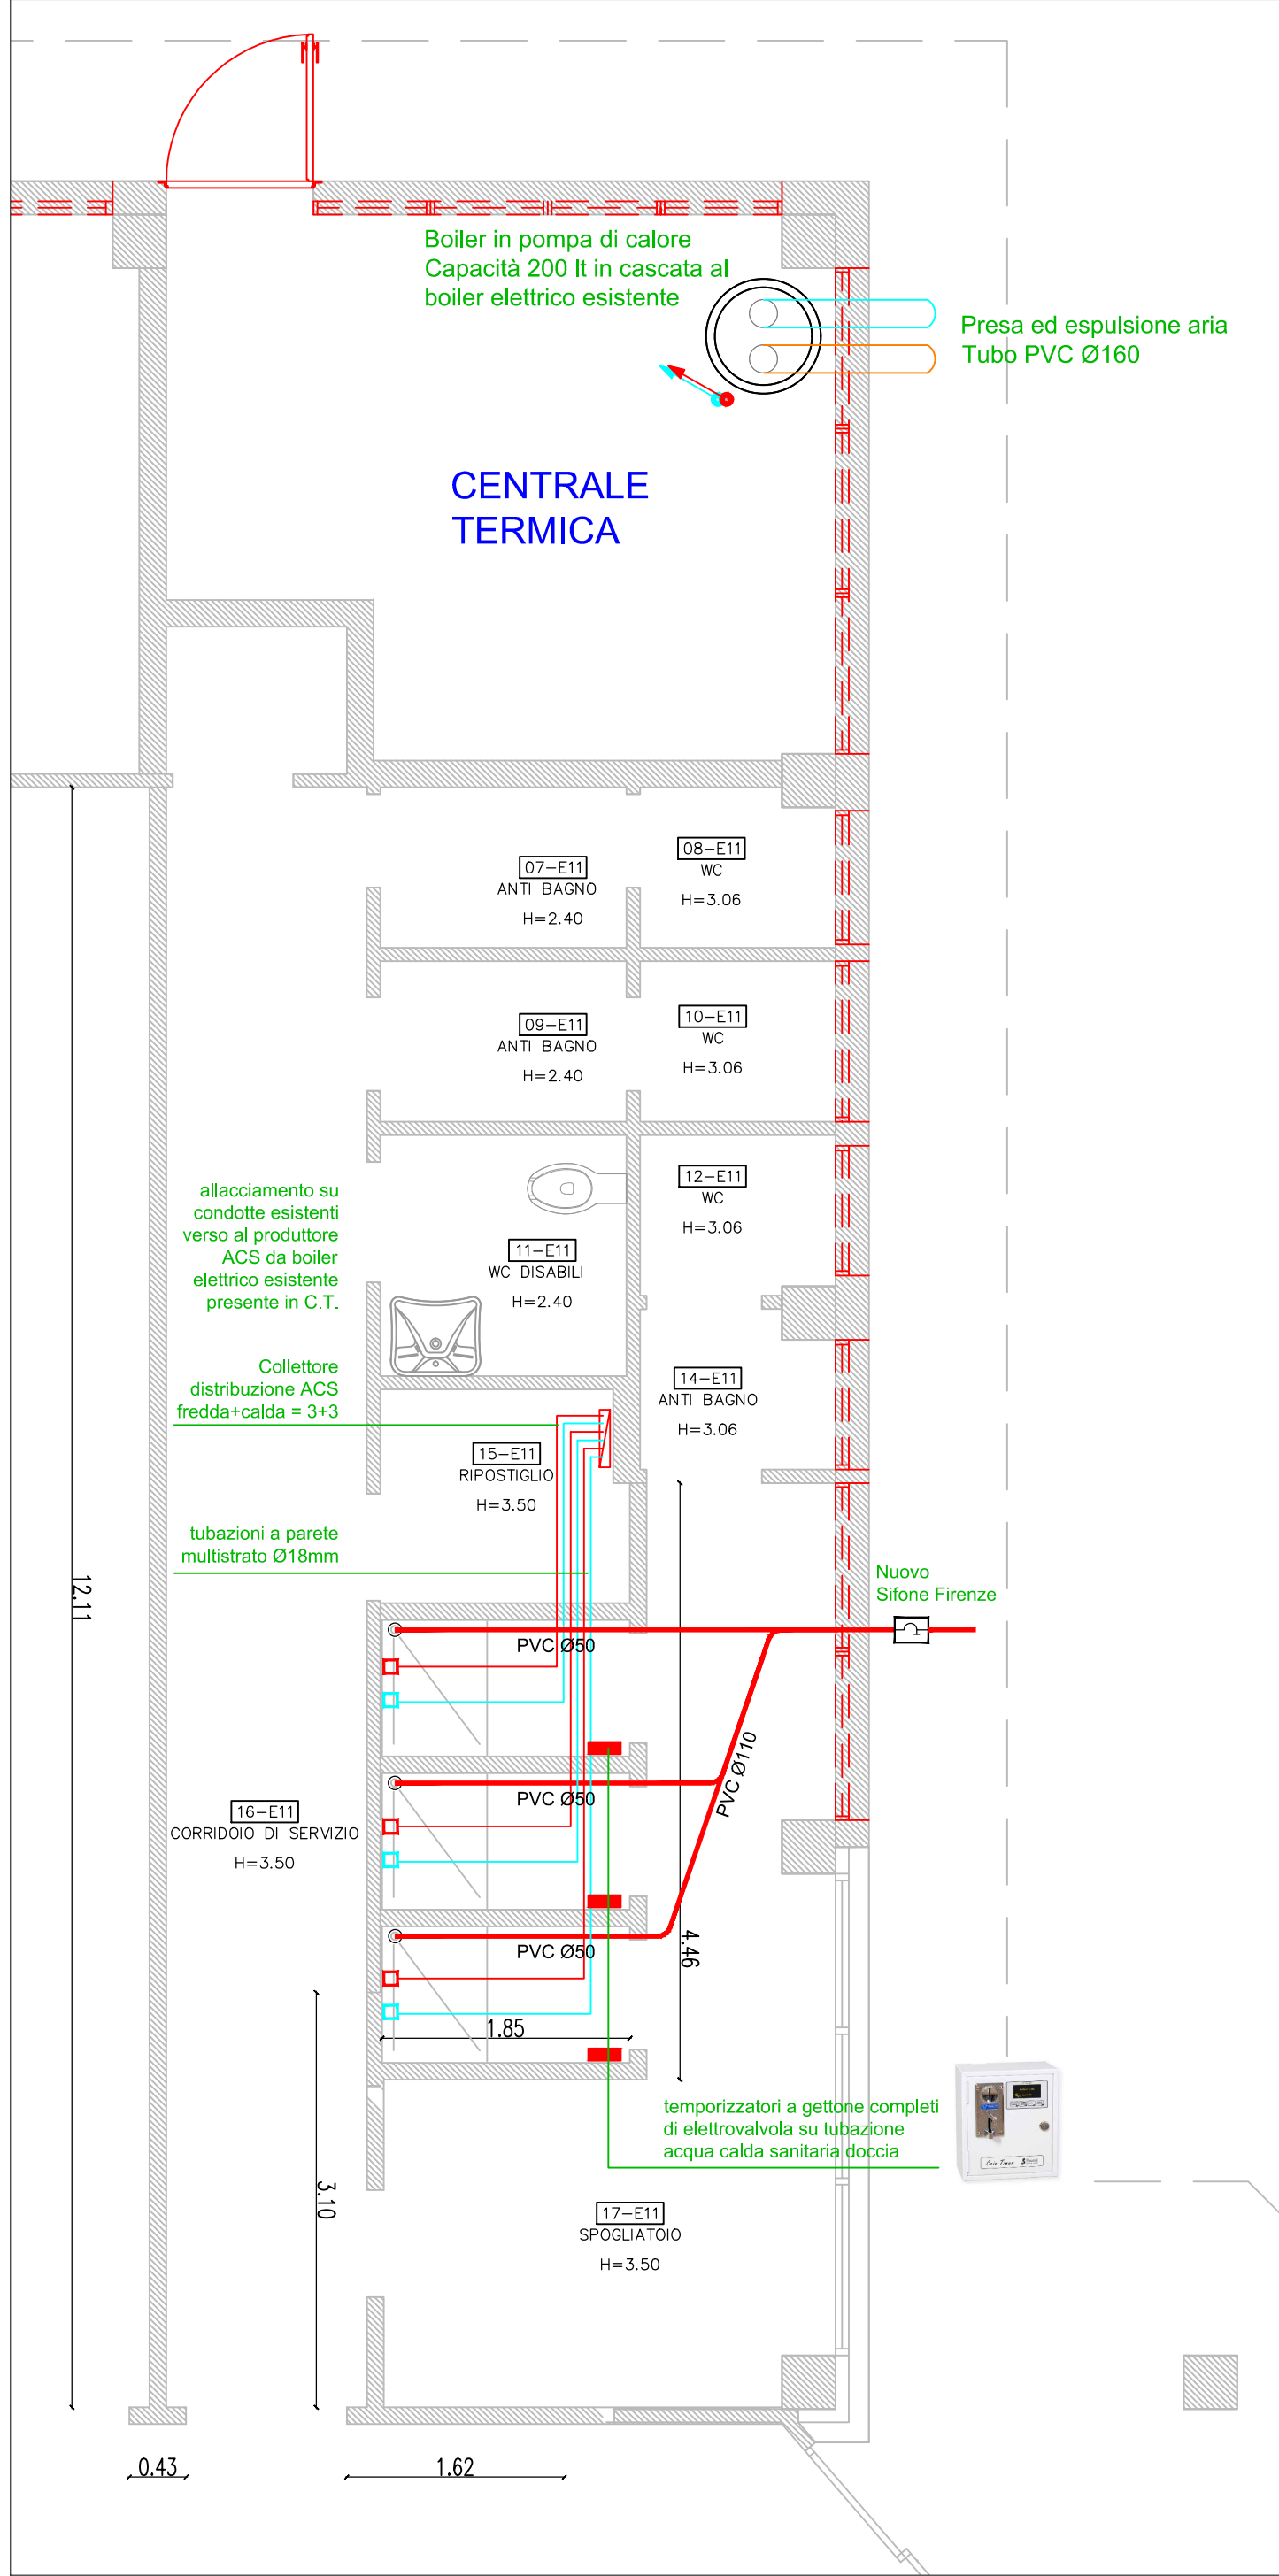 Boiler in pompa di calore
Capacità 200 lt in cascata al
boiler elettrico esistente
Presa ed espulsione aria
Tubo PVC Ø160
CENTRALE
TERMICA
08-E11
WC
H=3.06
07-E11
ANTI BAGNO
H=2.40
10-E11
WC
H=3.06
09-E11
ANTI BAGNO
H=2.40
12-E11
WC
H=3.06
allacciamento su
condotte esistenti
verso al produttore
ACS da boiler
elettrico esistente
presente in C.T.
11-E11
WC DISABILI
H=2.40
Collettore
distribuzione ACS
fredda+calda = 3+3
14-E11
ANTI BAGNO
H=3.06
15-E11
RIPOSTIGLIO
H=3.50
tubazioni a parete
multistrato Ø18mm
12.11
Nuovo
Sifone Firenze
PVC Ø50
PVC Ø110
PVC Ø50
16-E11
CORRIDOIO DI SERVIZIO
H=3.50
PVC Ø50
4.46
1.85
temporizzatori a gettone completi
di elettrovalvola su tubazione
acqua calda sanitaria doccia
Coin Timer
3.10
17-E11
SPOGLIATOIO
H=3.50
0.43
1.62